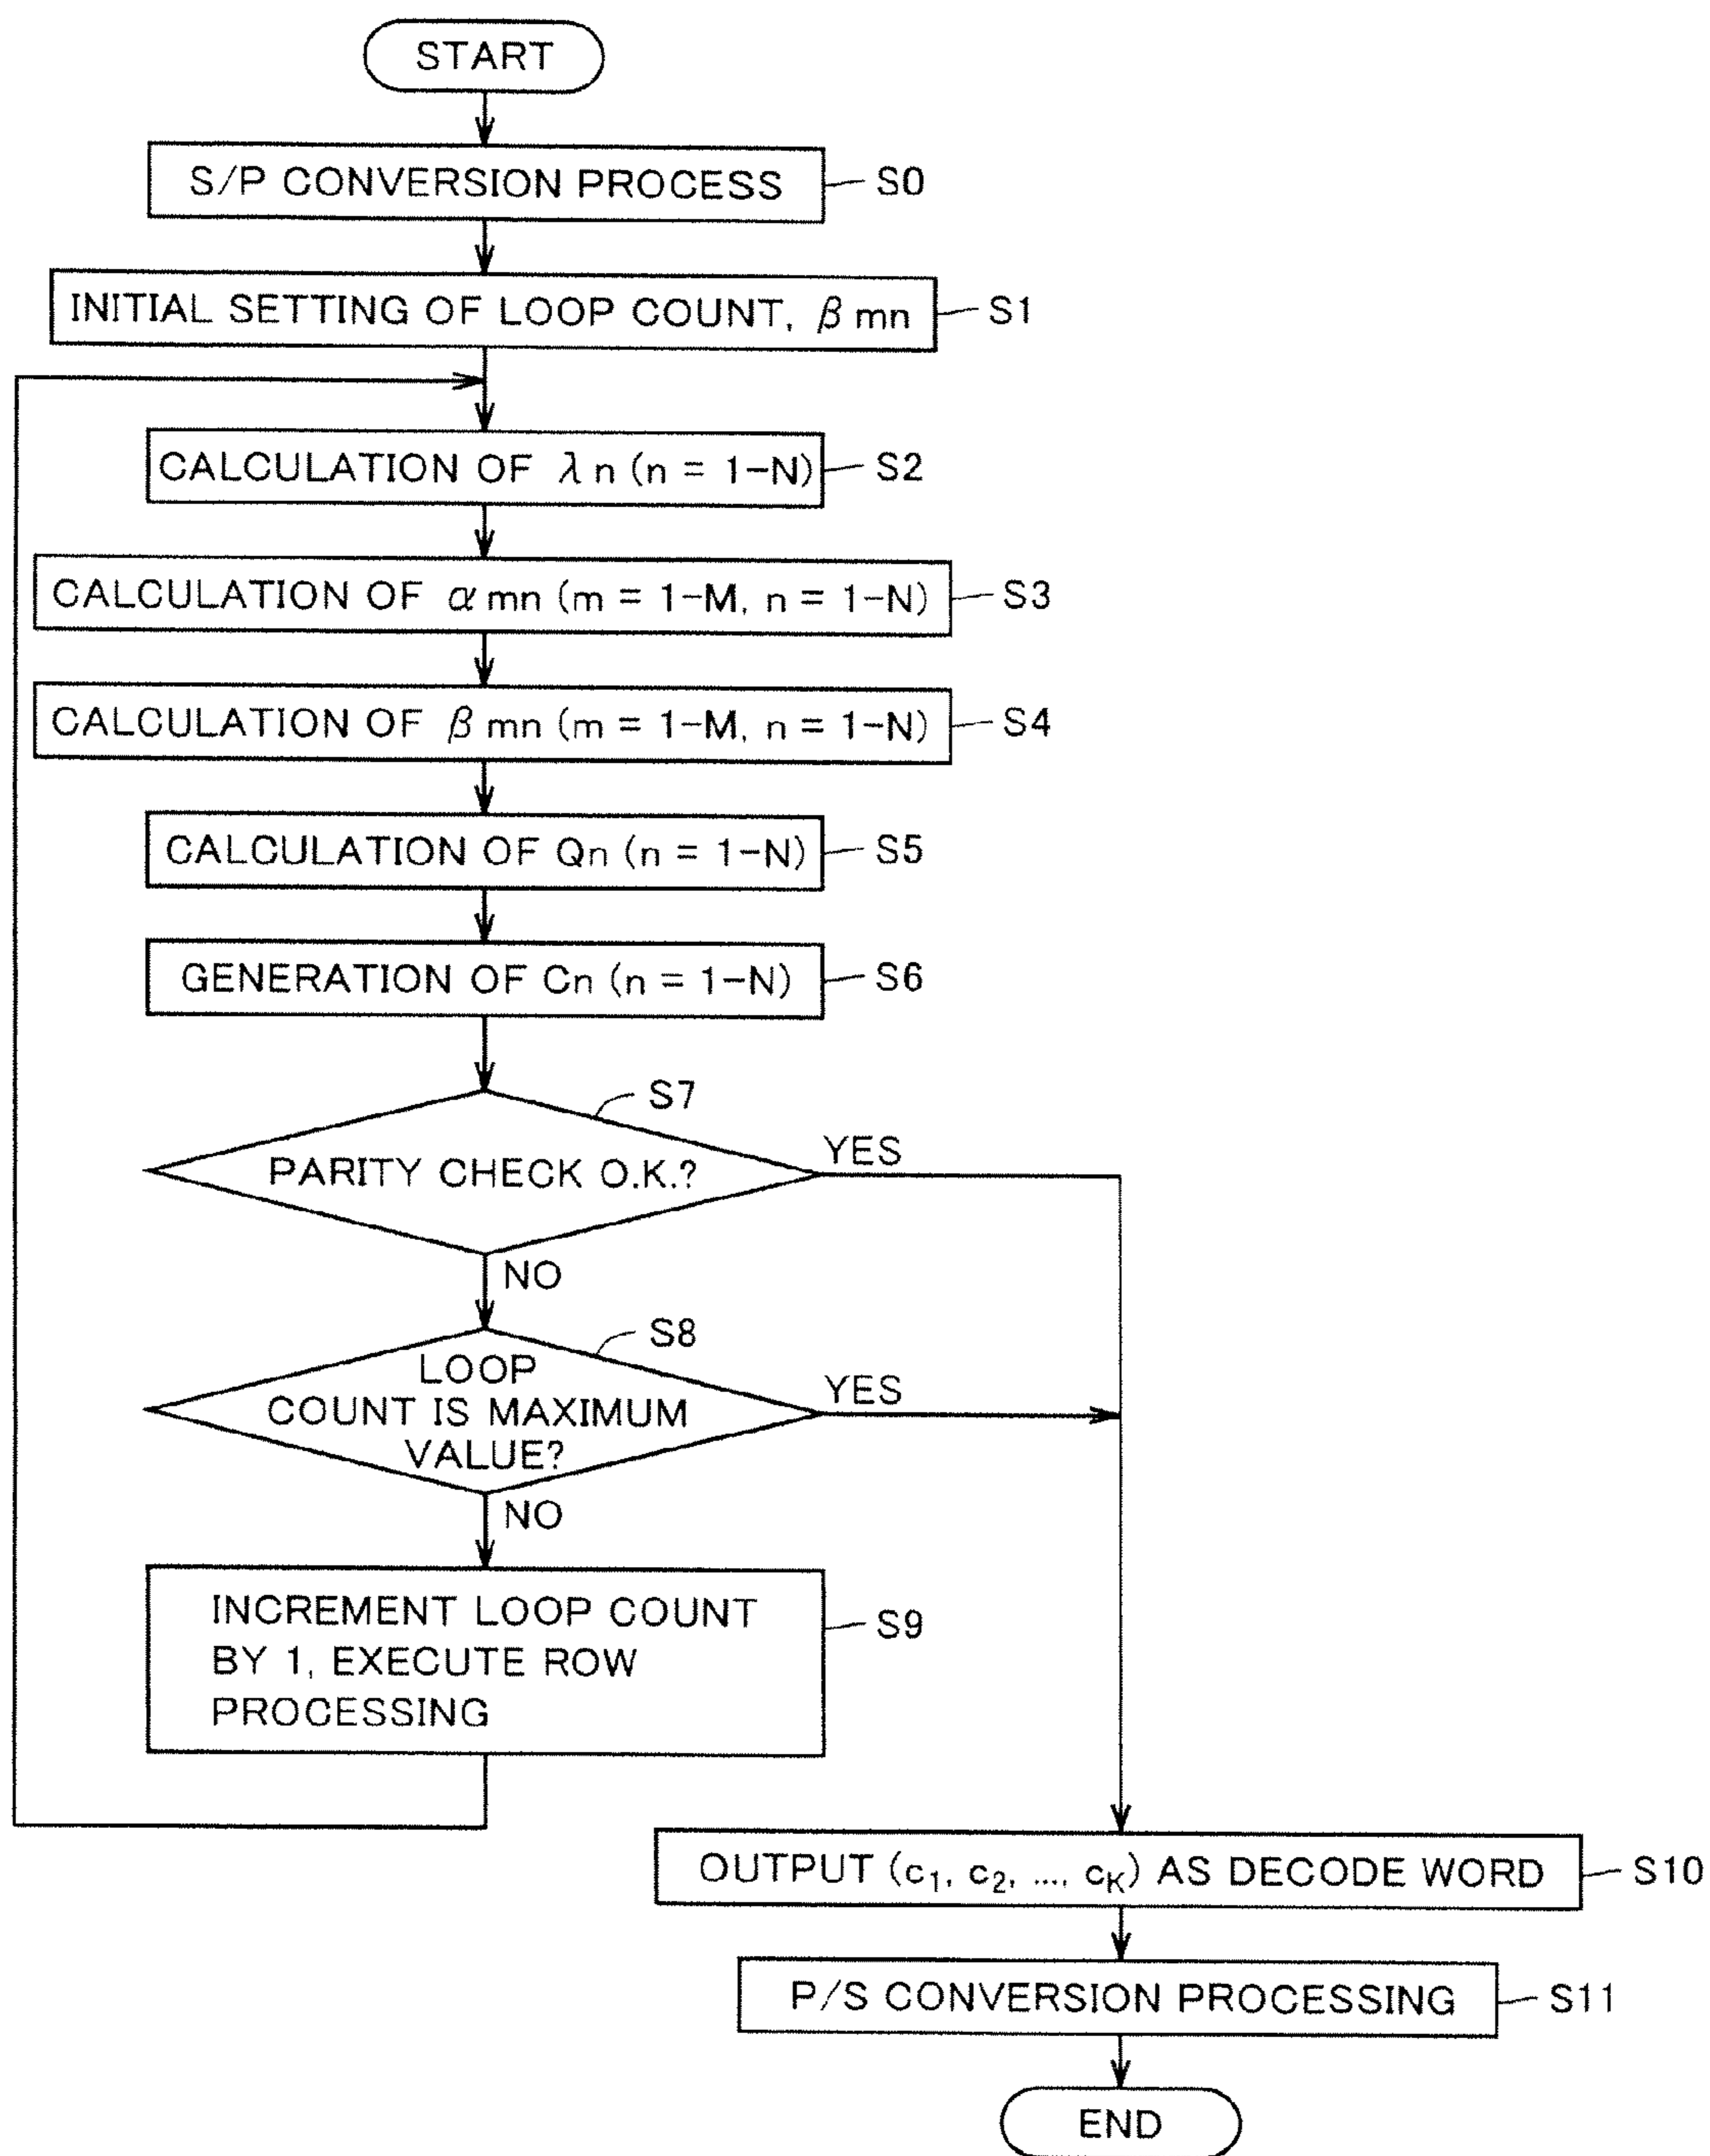 START
S/P CONVERSION PROCESS
S0
INITIAL SETTING OF LOOP COUNT, β mn
S1
CALCULATION OF λ n (n = 1-N)
S2
CALCULATION OF α mn (m = 1-M, n = 1-N)
S3
CALCULATION OF β mn (m = 1-M, n = 1-N)
S4
CALCULATION OF Qn (n = 1-N)
S5
GENERATION OF Cn (n = 1-N)
S6
S7
PARITY CHECK O.K.?
YES
NO
S8
LOOP
COUNT IS MAXIMUM
VALUE?
YES
NO
INCREMENT LOOP COUNT
BY 1, EXECUTE ROW
PROCESSING
S9
OUTPUT (c₁, c₂, ..., c_K) AS DECODE WORD
S10
P/S CONVERSION PROCESSING
S11
END